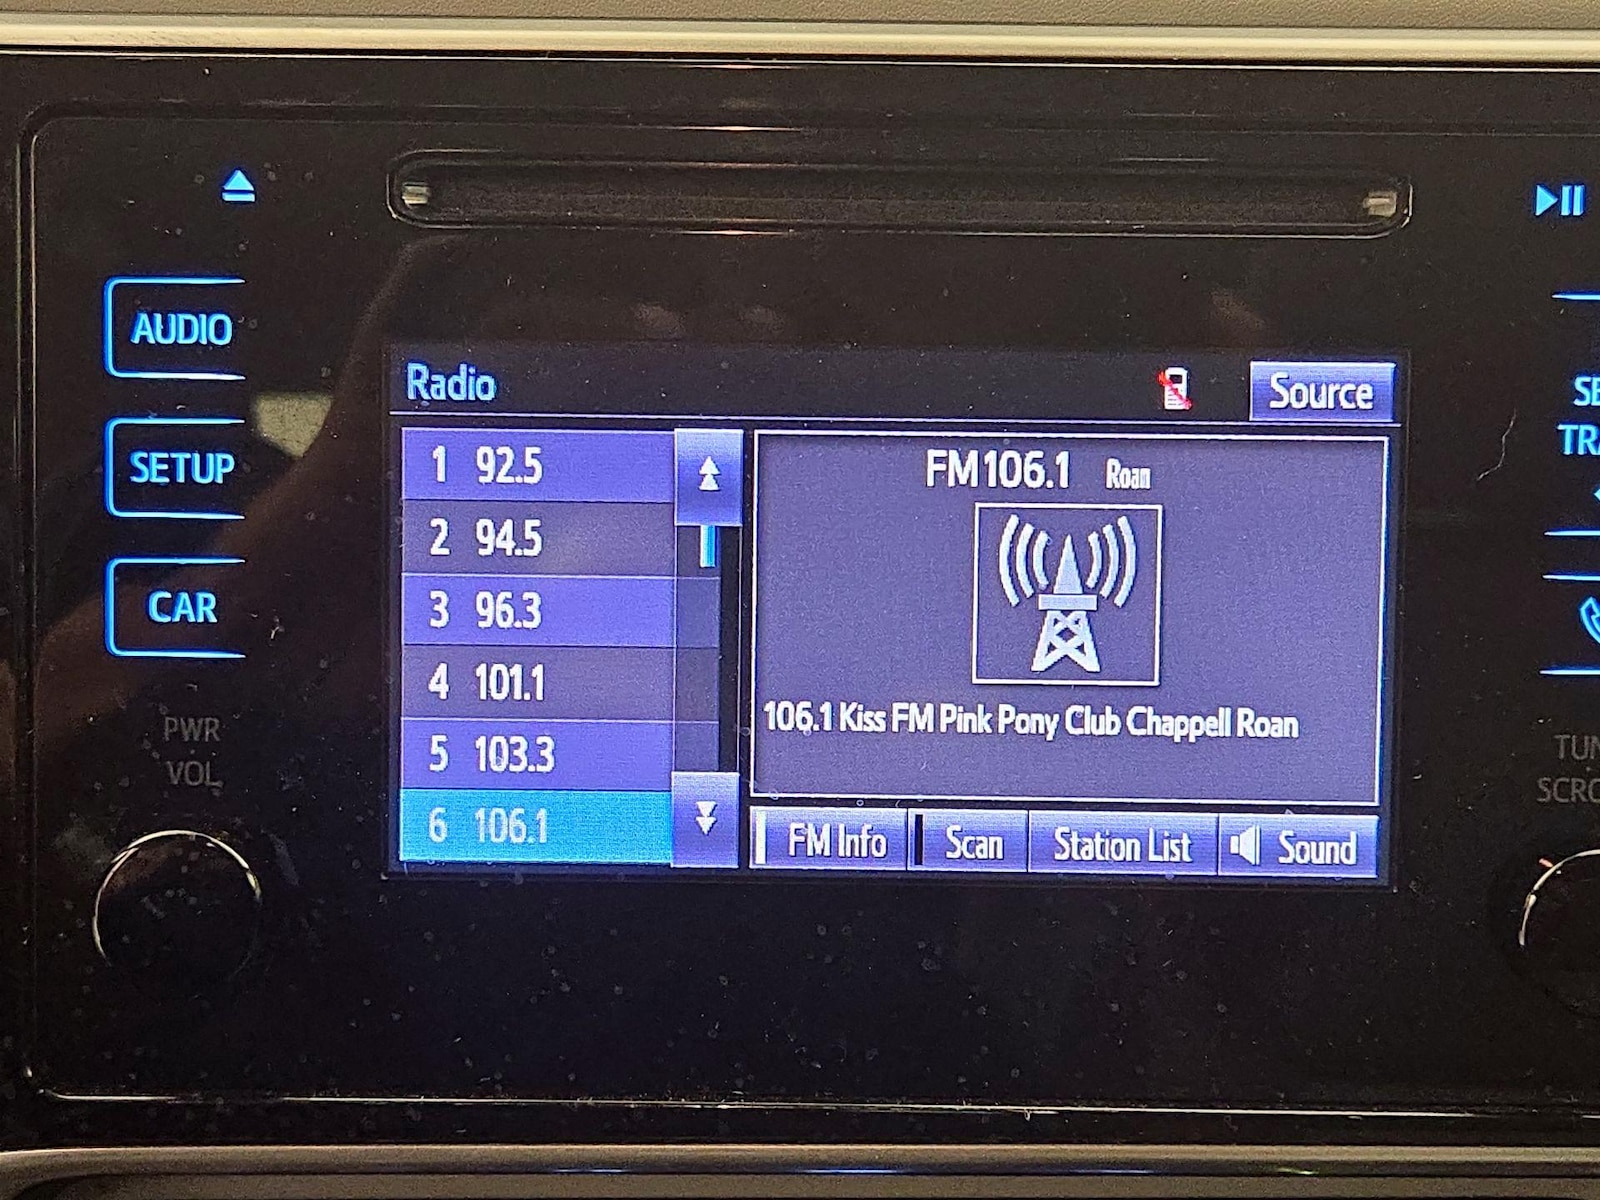 AUDIO
SETUP
CAR
PWR
VOL
Radio
Source
1 92.5
2 94.5
3 96.3
4 101.1
5 103.3
6 106.1
FM106.1 Roan
106.1 Kiss FM Pink Pony Club Chappell Roan
FM Info
Scan
Station List
Sound